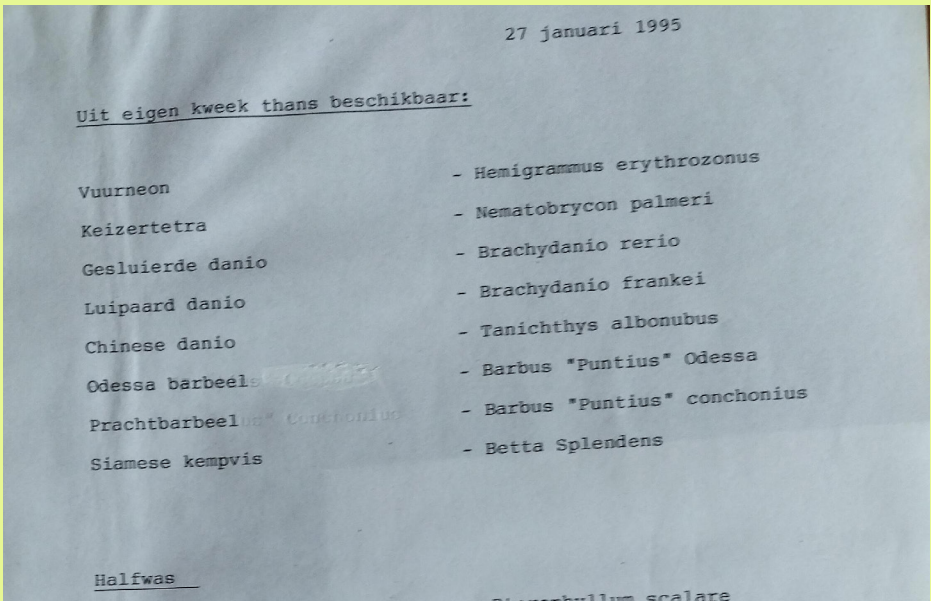 27 januari 1995
Uit eigen kweek thans beschikbaar:
Vuurneon - Hemigrammus erythrozonus
Keizertetra - Nematobrycon palmeri
Gesluierde danio - Brachydanio rerio
Luipaard danio - Brachydanio frankei
Chinese danio - Tanichthys albonubus
Odessa barbeel - Barbus "Puntius" Odessa
Prachtbarbeel - Barbus "Puntius" conchonius
Siamese kempvis - Betta Splendens
Halfwas
scalare